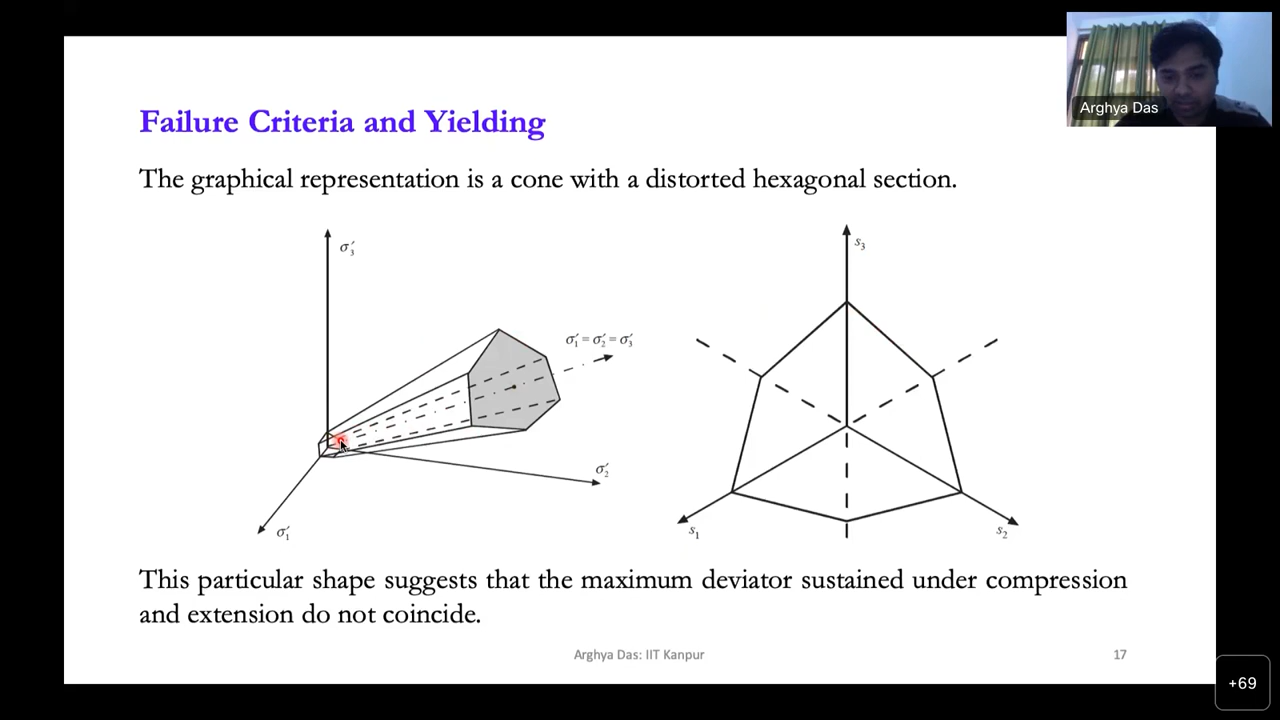 Arghya Das
Failure Criteria and Yielding
The graphical representation is a cone with a distorted hexagonal section.
σ′3
σ′1 = σ′2 = σ′3
σ′2
σ′1
s3
s1
s2
This particular shape suggests that the maximum deviator sustained under compression
and extension do not coincide.
Arghya Das: IIT Kanpur
17
+69